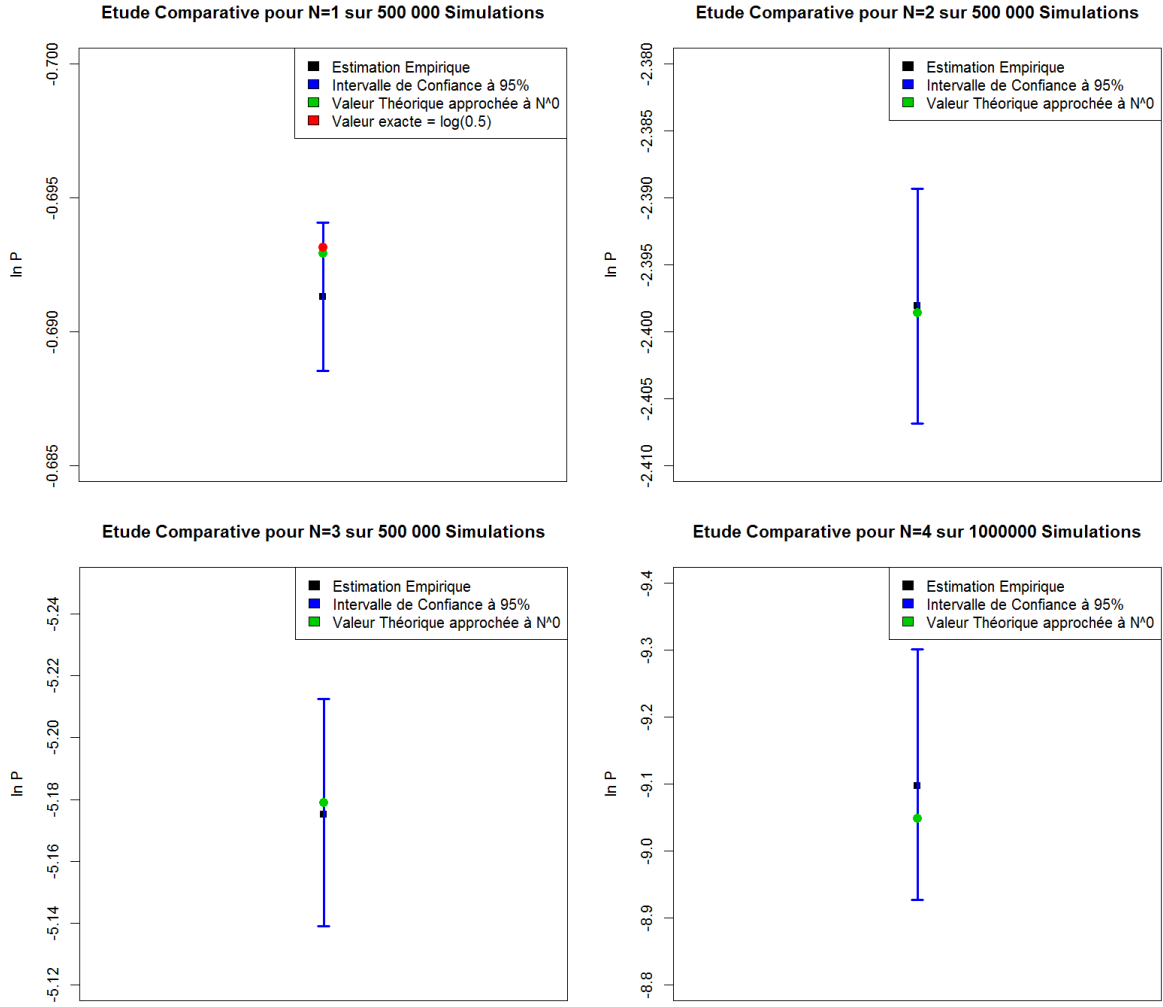 Etude Comparative pour N=1 sur 500 000 Simulations
ln P
-0.700
-0.695
-0.690
-0.685
Estimation Empirique
Intervalle de Confiance à 95%
Valeur Théorique approchée à N^0
Valeur exacte = log(0.5)
Etude Comparative pour N=2 sur 500 000 Simulations
ln P
-2.380
-2.385
-2.390
-2.395
-2.400
-2.405
-2.410
Estimation Empirique
Intervalle de Confiance à 95%
Valeur Théorique approchée à N^0
Etude Comparative pour N=3 sur 500 000 Simulations
ln P
-5.24
-5.22
-5.20
-5.18
-5.16
-5.14
-5.12
Estimation Empirique
Intervalle de Confiance à 95%
Valeur Théorique approchée à N^0
Etude Comparative pour N=4 sur 1000000 Simulations
ln P
-9.4
-9.3
-9.2
-9.1
-9.0
-8.9
-8.8
Estimation Empirique
Intervalle de Confiance à 95%
Valeur Théorique approchée à N^0